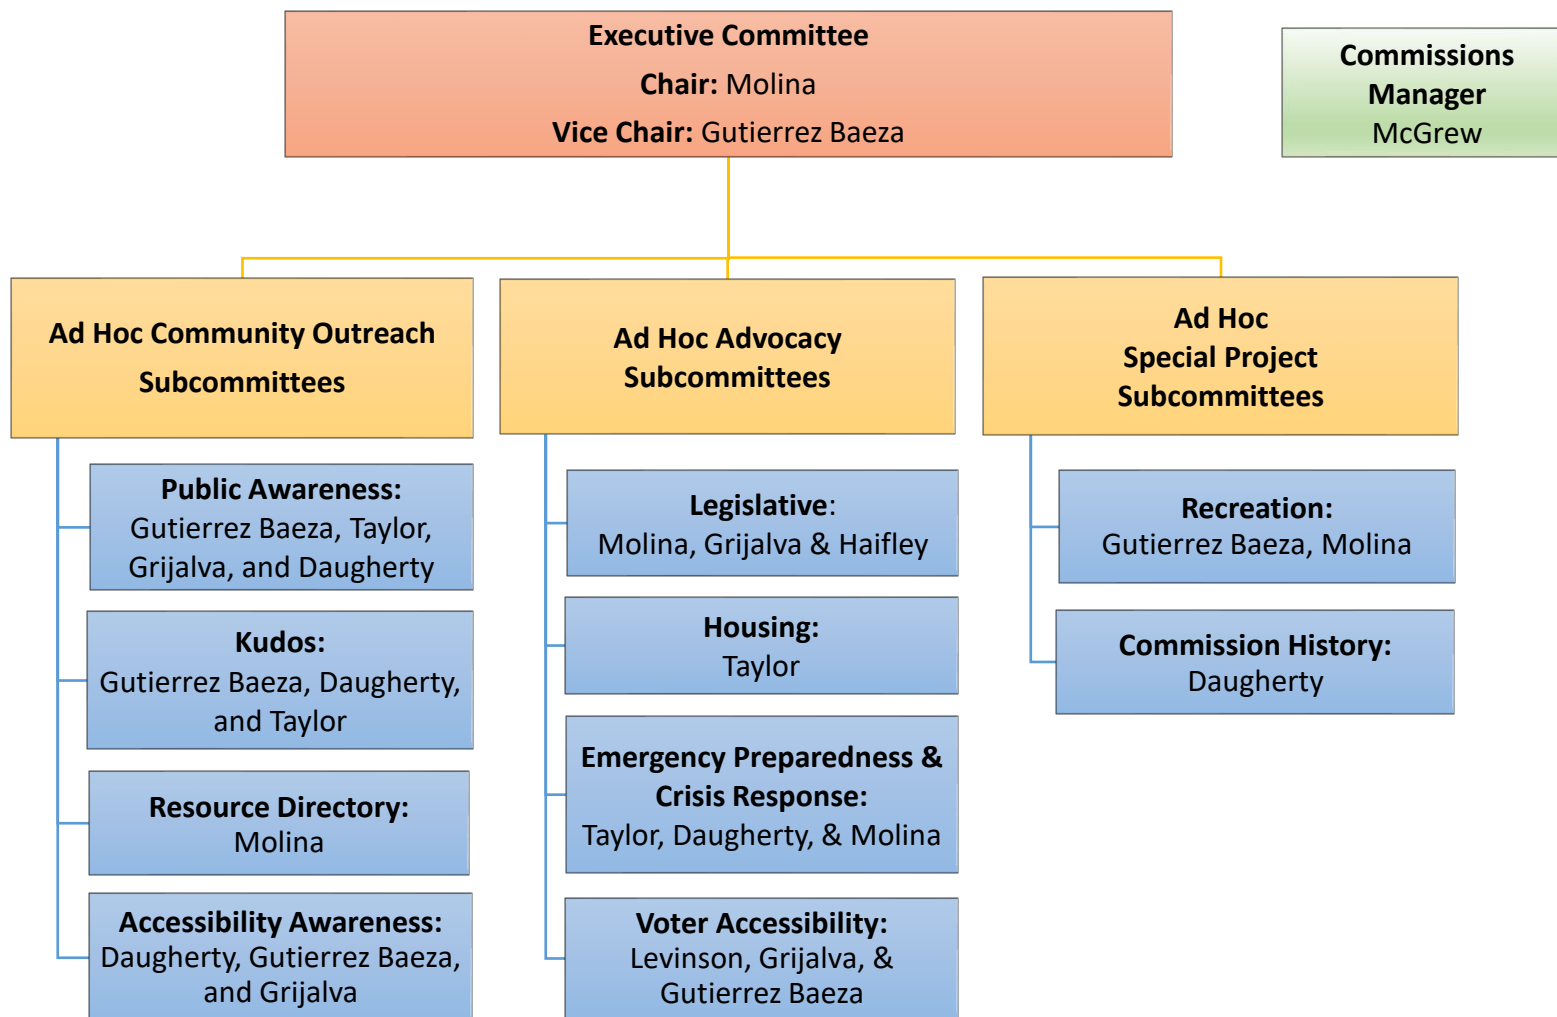 Executive Committee
Chair: Molina
Vice Chair: Gutierrez Baeza
Commissions
Manager
McGrew
Ad Hoc Community Outreach
Subcommittees
Public Awareness:
Gutierrez Baeza, Taylor,
Grijalva, and Daugherty
Kudos:
Gutierrez Baeza, Daugherty,
and Taylor
Resource Directory:
Molina
Accessibility Awareness:
Daugherty, Gutierrez Baeza,
and Grijalva
Ad Hoc Advocacy
Subcommittees
Legislative:
Molina, Grijalva & Haifley
Housing:
Taylor
Emergency Preparedness &
Crisis Response:
Taylor, Daugherty, & Molina
Voter Accessibility:
Levinson, Grijalva, &
Gutierrez Baeza
Ad Hoc
Special Project
Subcommittees
Recreation:
Gutierrez Baeza, Molina
Commission History:
Daugherty